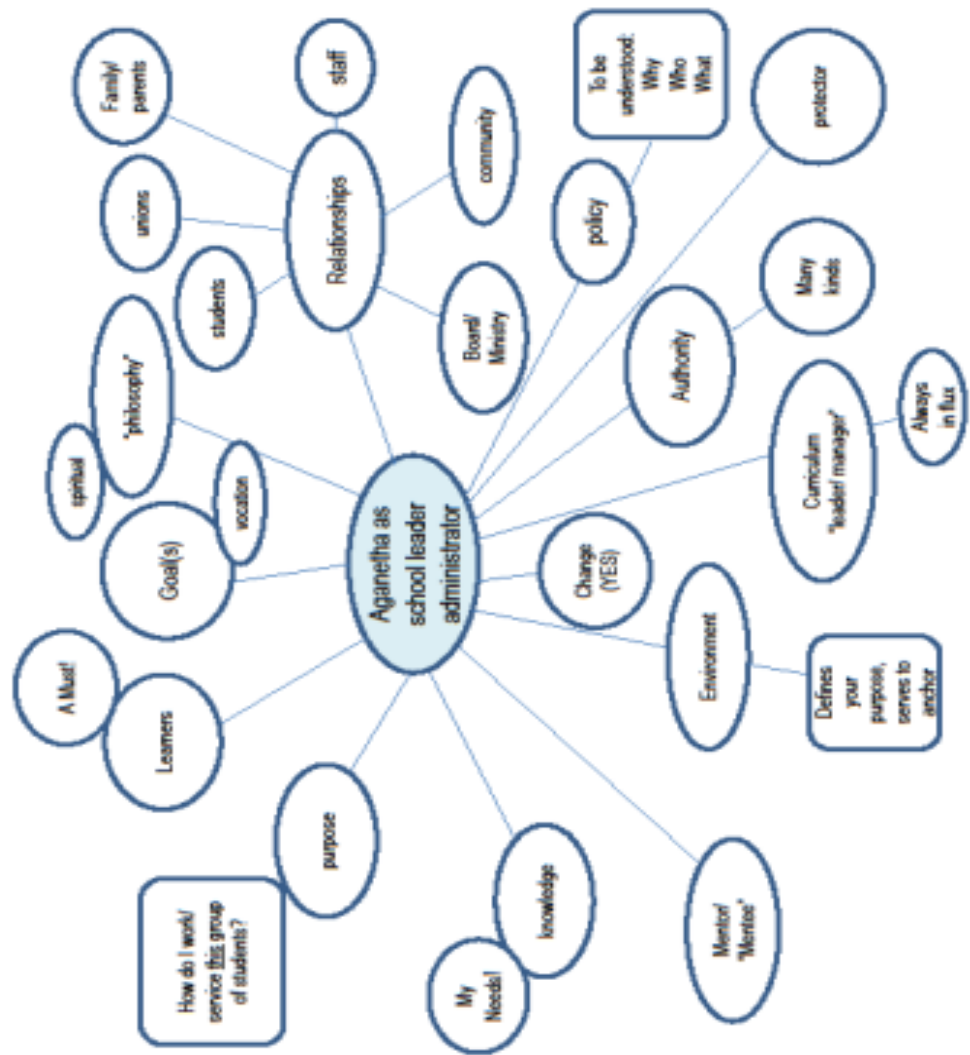 How do I work/
service this group
of students?
purpose
My
Needs!
knowledge
Mentor/
"Mentee"
A Must!
Learners
Goal(s)
vocation
spiritual
"philosophy"
Aganetha as
school leader
administrator
Change
(YES)
Environment
Defines
your
purpose,
serves to
anchor
students
unions
Family/
parents
staff
Relationships
community
Board/
Ministry
policy
To be
understood:
Why
Who
What
protector
Authority
Many
kinds
Curriculum
"leader/ manager"
Always
in flux